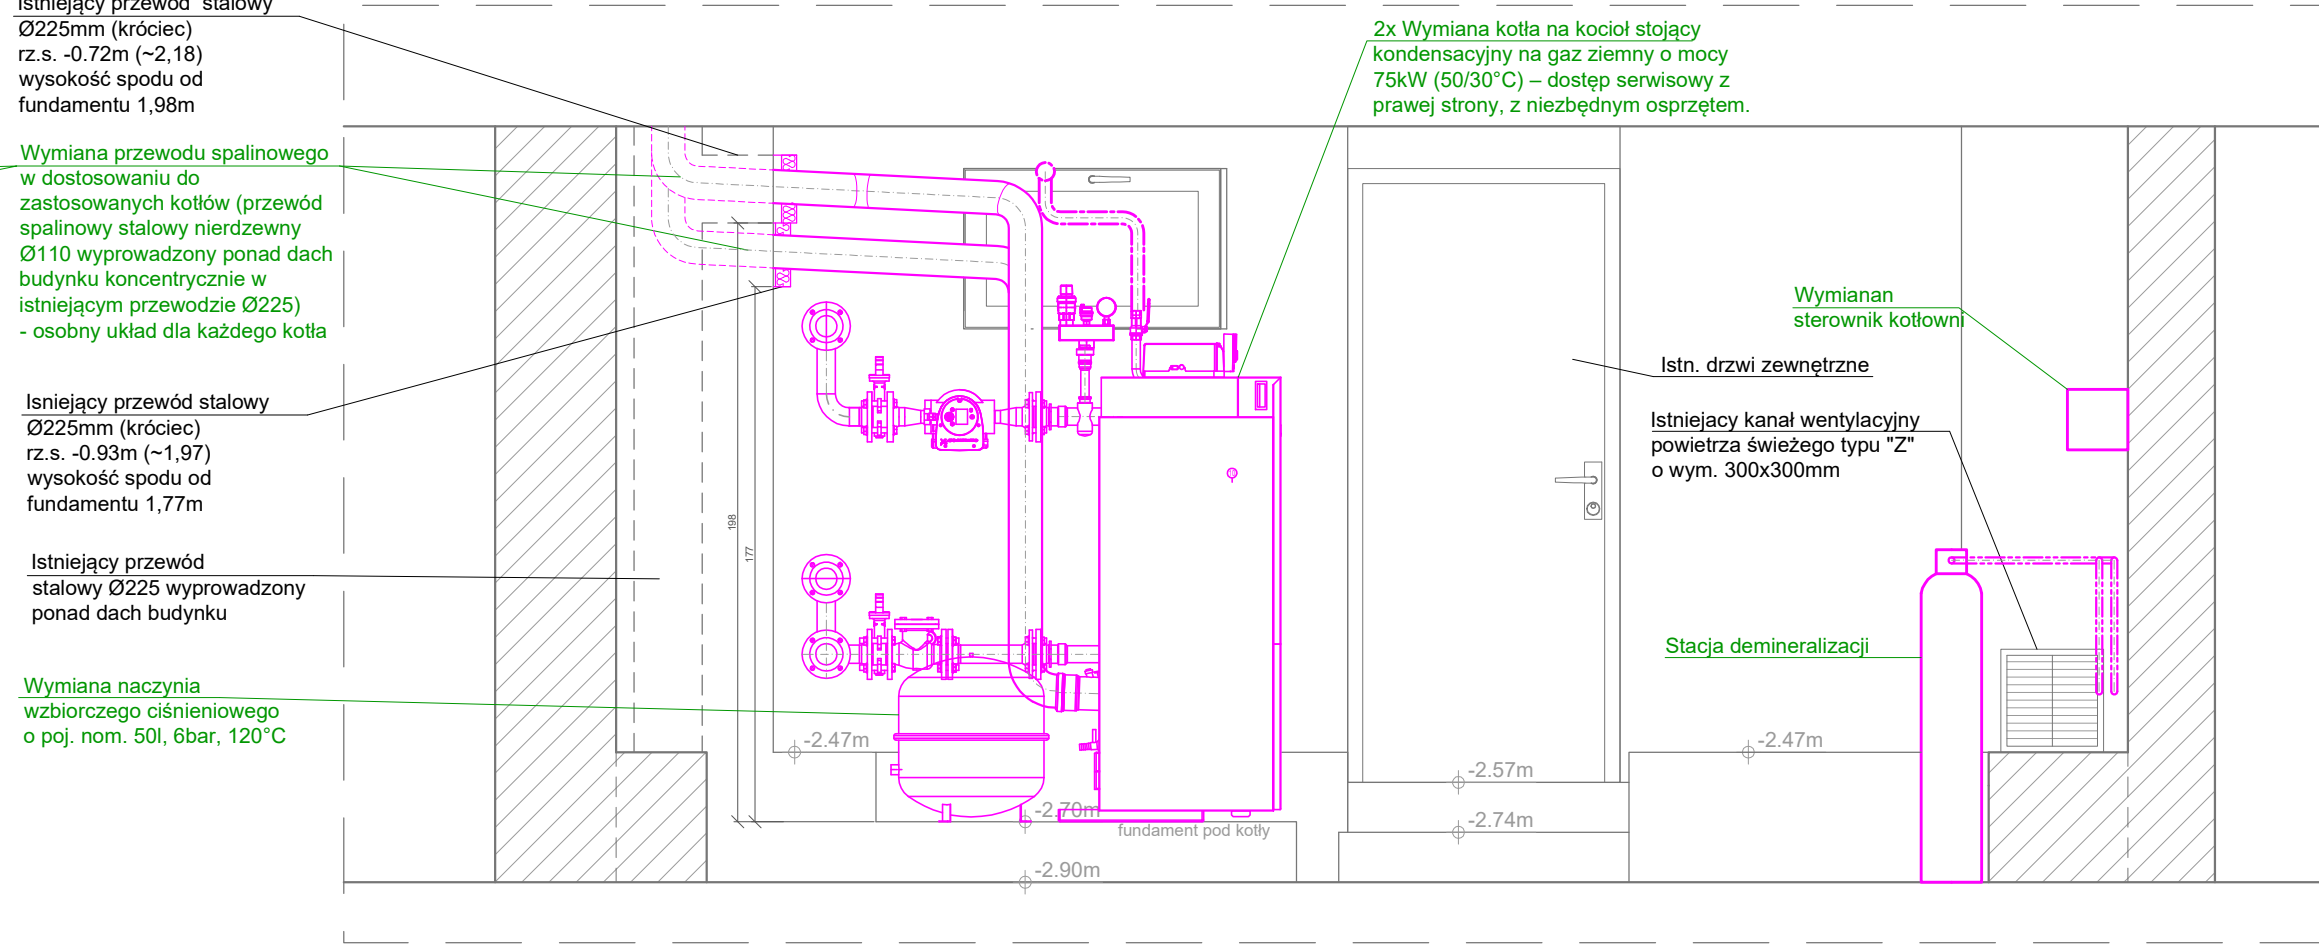 Istniejący przewód stalowy
Ø225mm (króciec)
rz.s. -0.72m (~2,18)
wysokość spodu od
fundamentu 1,98m
Wymiana przewodu spalinowego
w dostosowaniu do
zastosowanych kotłów (przewód
spalinowy stalowy nierdzewny
Ø110 wyprowadzony ponad dach
budynku koncentrycznie w
istniejącym przewodzie Ø225)
- osobny układ dla każdego kotła
Isniejący przewód stalowy
Ø225mm (króciec)
rz.s. -0.93m (~1,97)
wysokość spodu od
fundamentu 1,77m
Istniejący przewód
stalowy Ø225 wyprowadzony
ponad dach budynku
Wymiana naczynia
wzbiorczego ciśnieniowego
o poj. nom. 50l, 6bar, 120°C
198
177
2x Wymiana kotła na kocioł stojący
kondensacyjny na gaz ziemny o mocy
75kW (50/30°C) – dostęp serwisowy z
prawej strony, z niezbędnym osprzętem.
Wymianan
sterownik kotłowni
Istn. drzwi zewnętrzne
Istniejacy kanał wentylacyjny
powietrza świeżego typu "Z"
o wym. 300x300mm
Stacja demineralizacji
-2.47m
-2.70m
fundament pod kotły
-2.90m
-2.57m
-2.74m
-2.47m